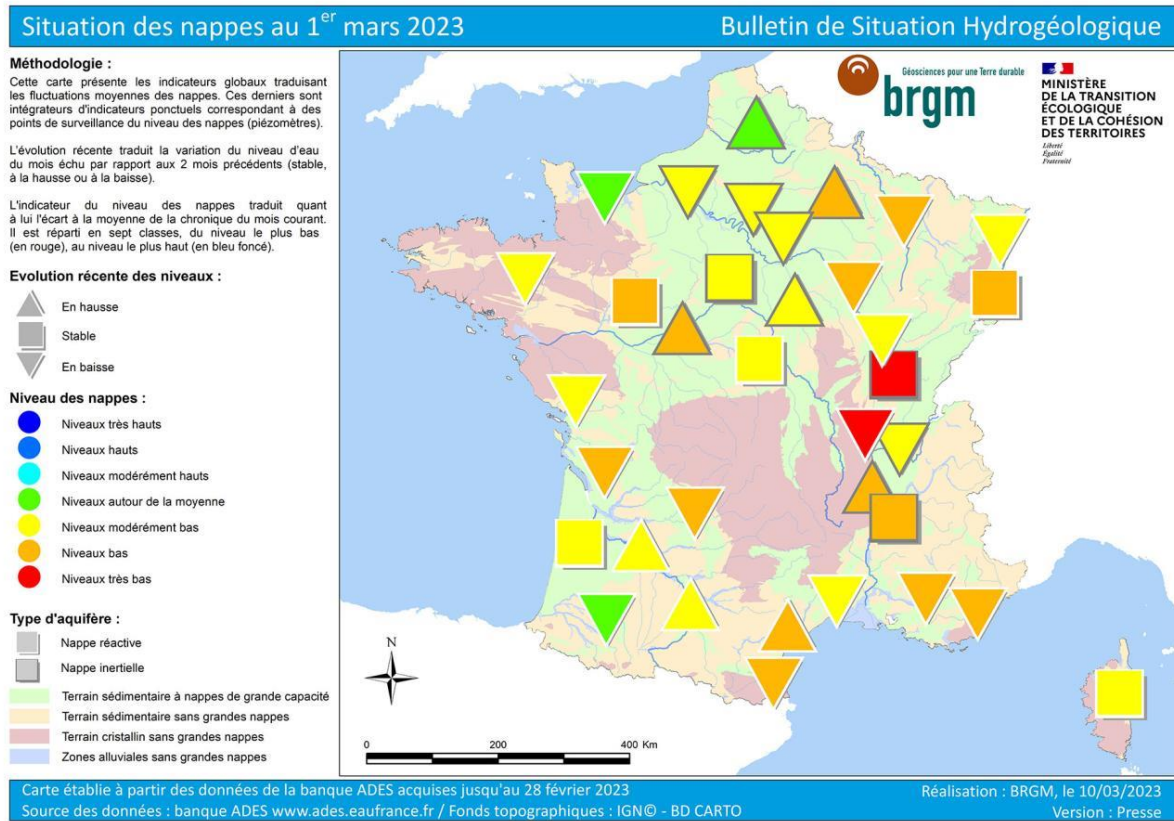 Situation des nappes au 1er mars 2023
Bulletin de Situation Hydrogéologique
Méthodologie :
Cette carte présente les indicateurs globaux traduisant
les fluctuations moyennes des nappes. Ces derniers sont
intégrateurs d'indicateurs ponctuels correspondant à des
points de surveillance du niveau des nappes (piézomètres).
L'évolution récente traduit la variation du niveau d'eau
du mois échu par rapport aux 2 mois précédents (stable,
à la hausse ou à la baisse).
L'indicateur du niveau des nappes traduit quant
à lui l'écart à la moyenne de la chronique du mois courant.
Il est réparti en sept classes, du niveau le plus bas
(en rouge), au niveau le plus haut (en bleu foncé).
Evolution récente des niveaux :
En hausse
Stable
En baisse
Niveau des nappes :
Niveaux très hauts
Niveaux hauts
Niveaux modérément hauts
Niveaux autour de la moyenne
Niveaux modérément bas
Niveaux bas
Niveaux très bas
Type d'aquifère :
Nappe réactive
Nappe inertielle
Terrain sédimentaire à nappes de grande capacité
Terrain sédimentaire sans grandes nappes
Terrain cristallin sans grandes nappes
Zones alluviales sans grandes nappes
Géosciences pour une Terre durable
brgm
MINISTÈRE
DE LA TRANSITION
ÉCOLOGIQUE
ET DE LA COHÉSION
DES TERRITOIRES
Liberté
Égalité
Fraternité
N
0 200 400 Km
Carte établie à partir des données de la banque ADES acquises jusqu'au 28 février 2023
Source des données : banque ADES www.ades.eaufrance.fr / Fonds topographiques : IGN© - BD CARTO
Réalisation : BRGM, le 10/03/2023
Version : Presse